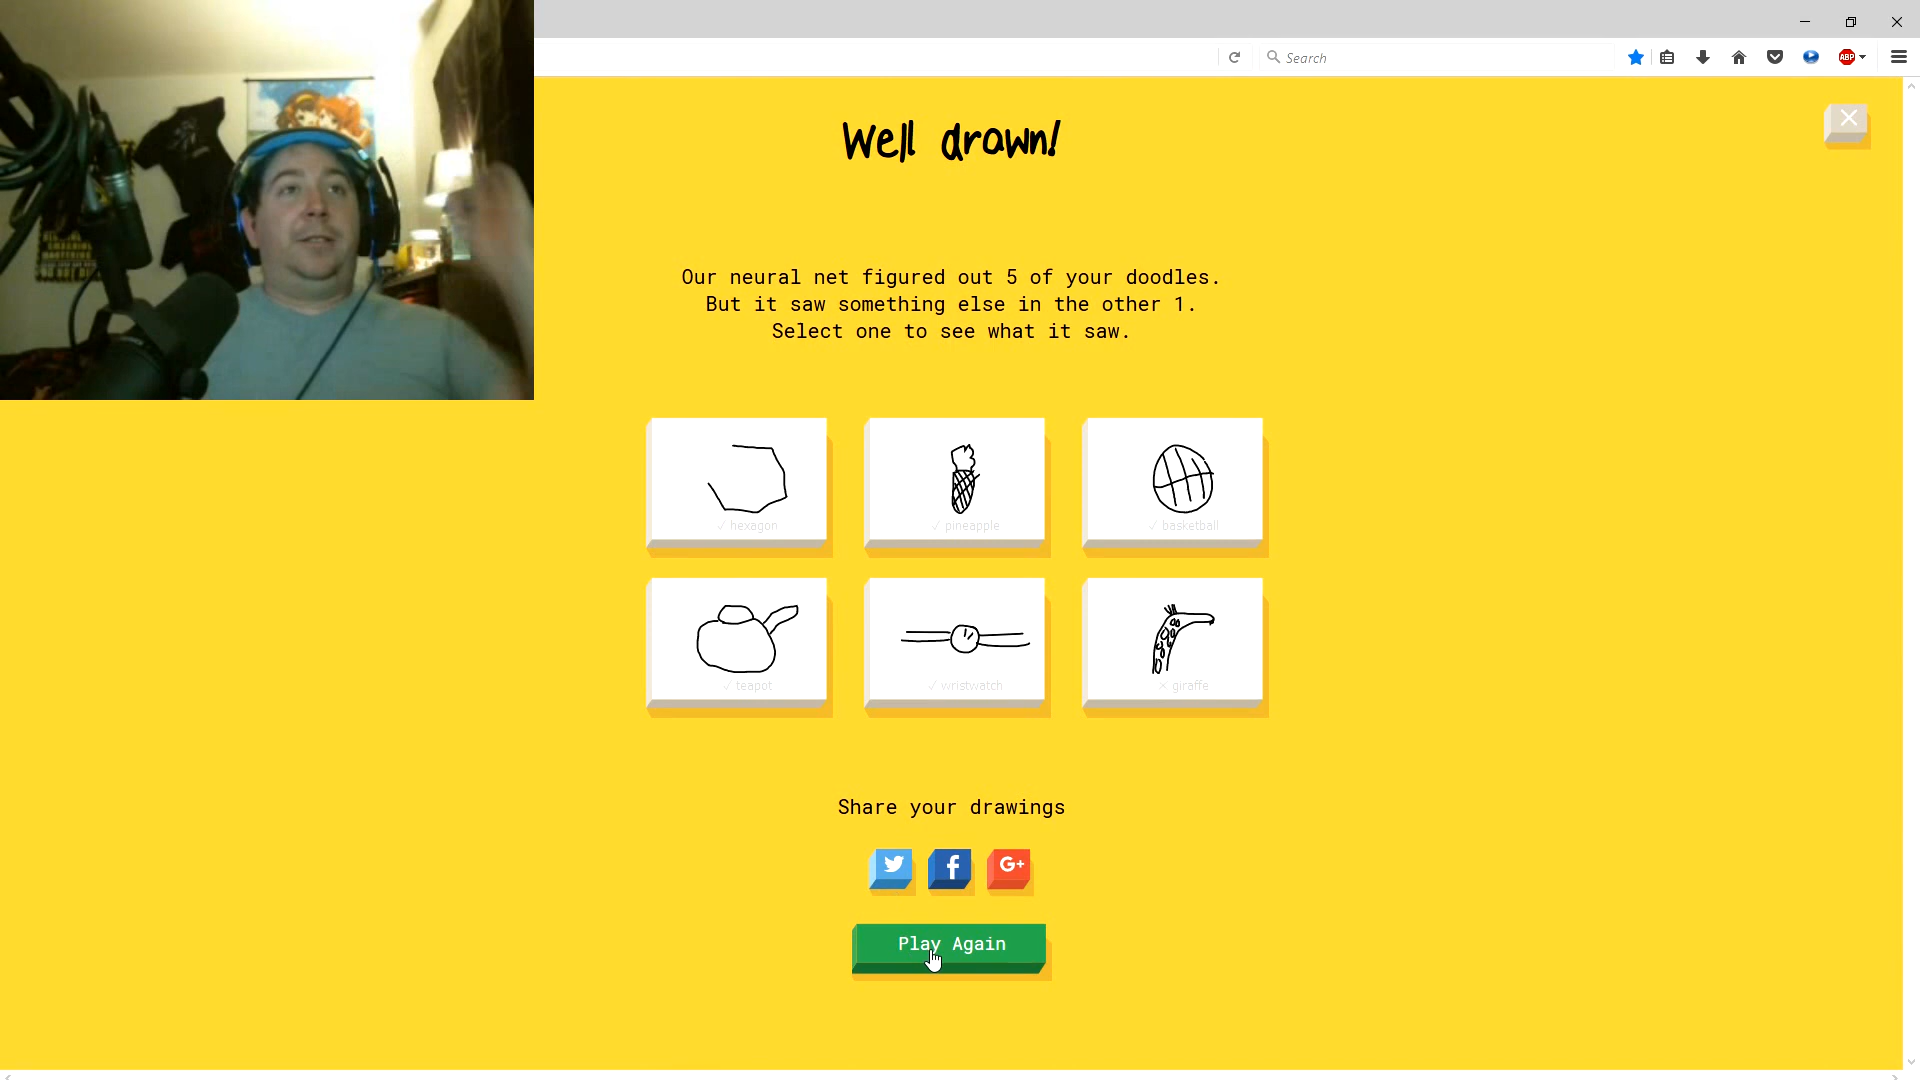 Search
ABP
Well drawn!
Our neural net figured out 5 of your doodles.
But it saw something else in the other 1.
Select one to see what it saw.
✓ hexagon
✓ pineapple
✓ basketball
✓ teapot
✓ wristwatch
× giraffe
Share your drawings
f
G+
Play Again